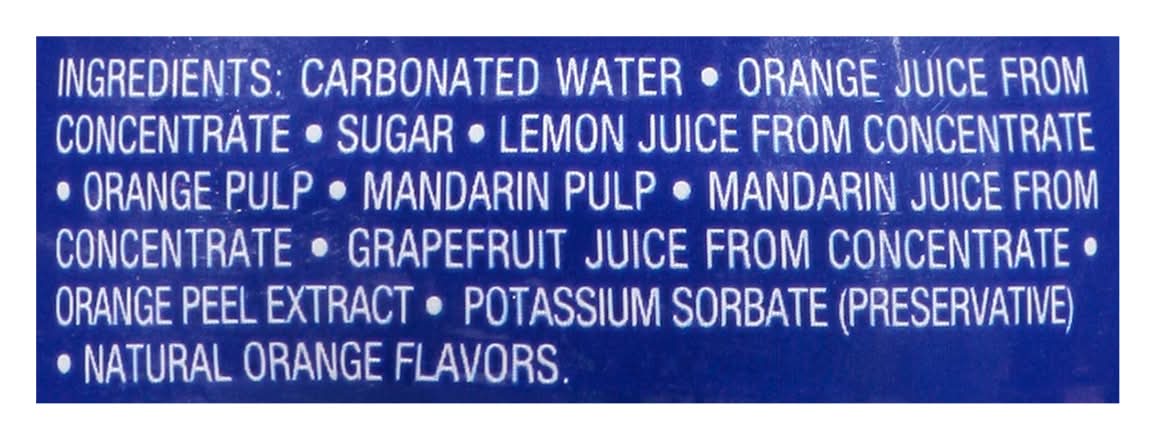 INGREDIENTS: CARBONATED WATER • ORANGE JUICE FROM
CONCENTRATE • SUGAR • LEMON JUICE FROM CONCENTRATE
• ORANGE PULP • MANDARIN PULP • MANDARIN JUICE FROM
CONCENTRATE • GRAPEFRUIT JUICE FROM CONCENTRATE •
ORANGE PEEL EXTRACT • POTASSIUM SORBATE (PRESERVATIVE)
• NATURAL ORANGE FLAVORS.